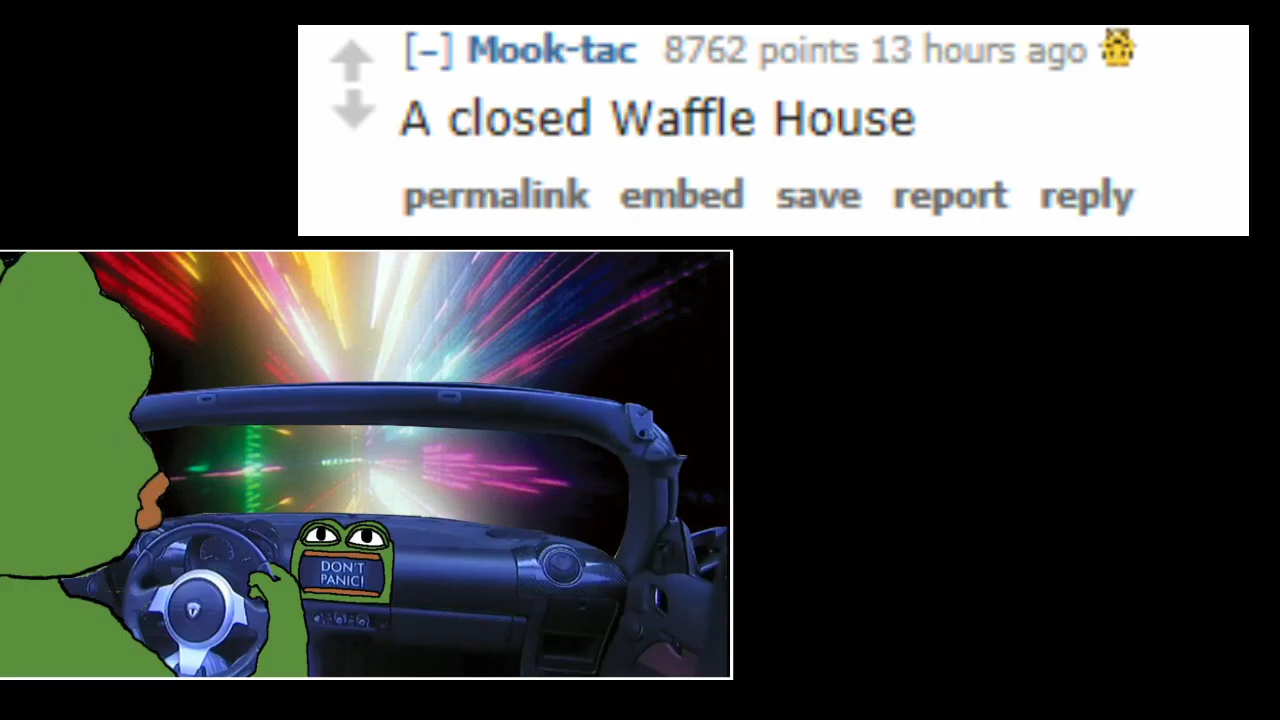 [–] Mook-tac 8762 points 13 hours ago
A closed Waffle House
permalink embed save report reply
DON'T
PANIC!